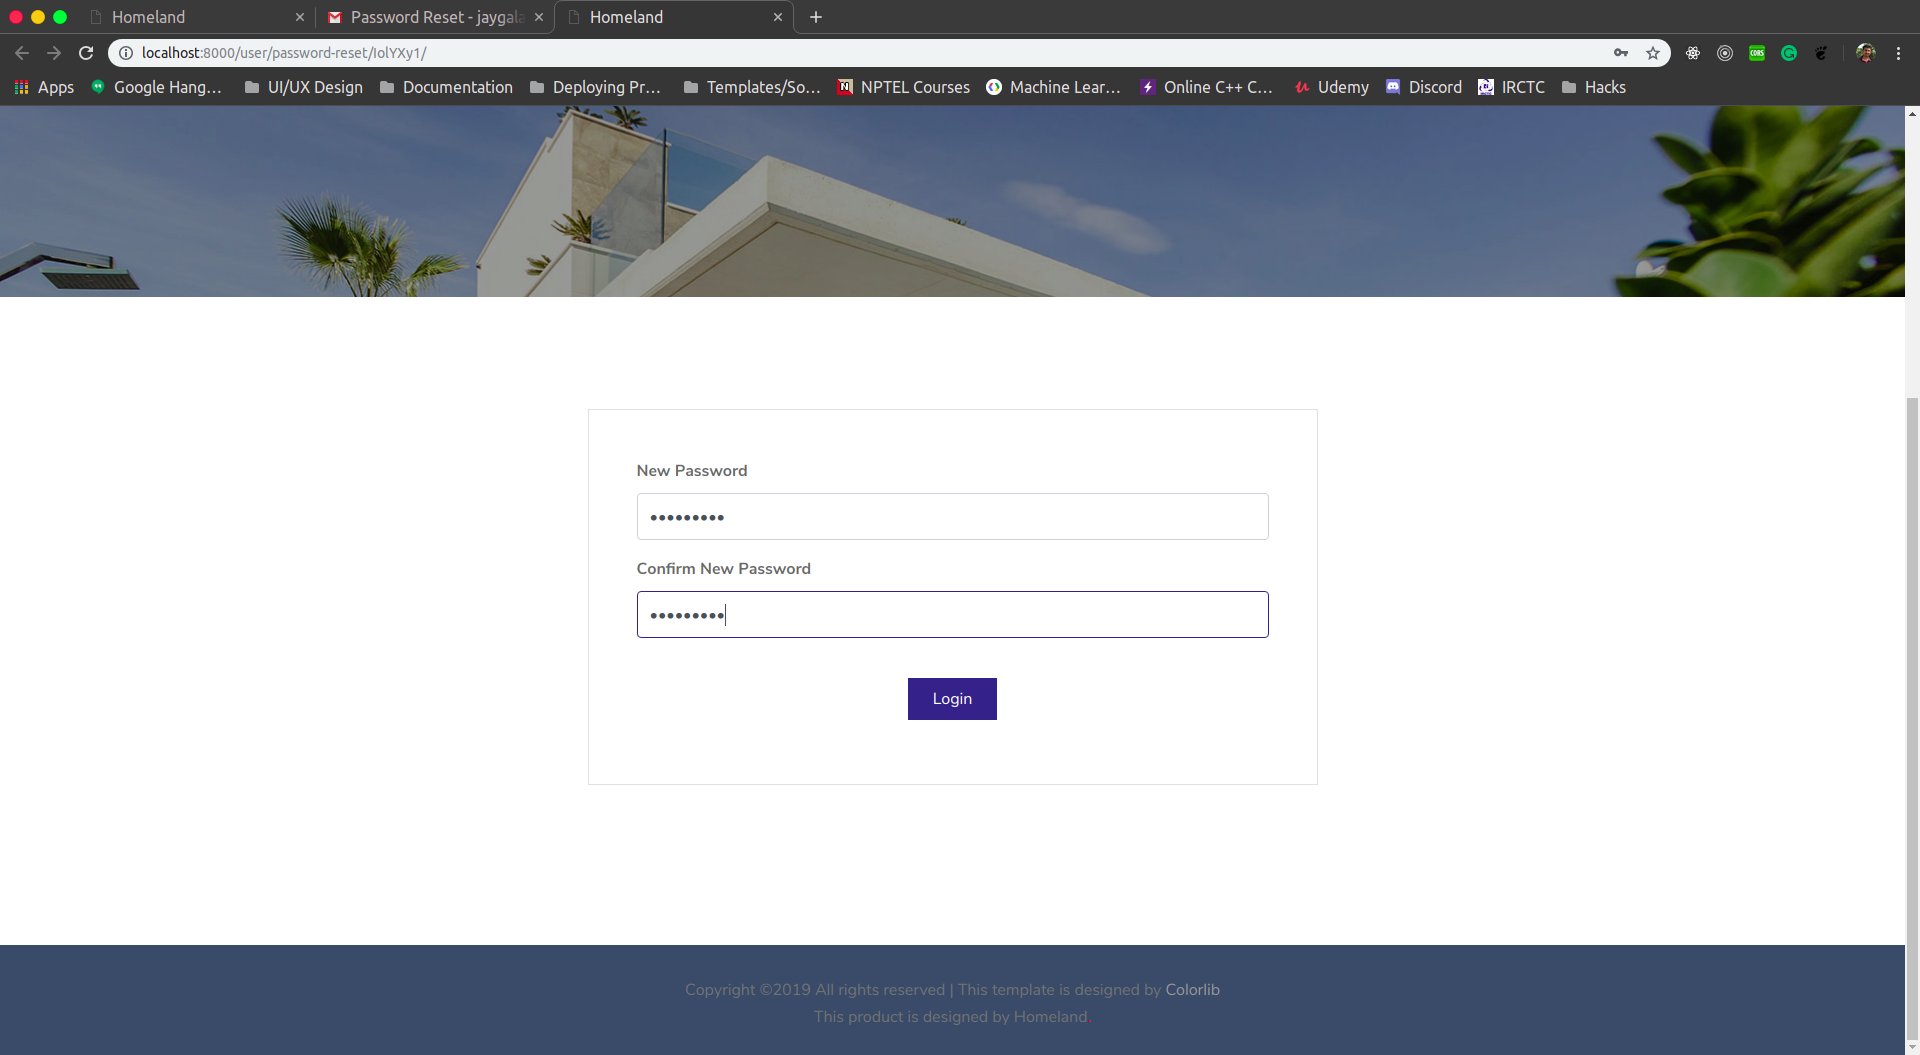 Homeland
Password Reset - jaygala
Homeland
localhost:8000/user/password-reset/IolYXy1/
Apps
Google Hang...
UI/UX Design
Documentation
Deploying Pr...
Templates/So...
NPTEL Courses
Machine Lear...
Online C++ C...
Udemy
Discord
IRCTC
Hacks
New Password
•••••••••
Confirm New Password
•••••••••
Login
Copyright ©2019 All rights reserved | This template is designed by Colorlib
This product is designed by Homeland.